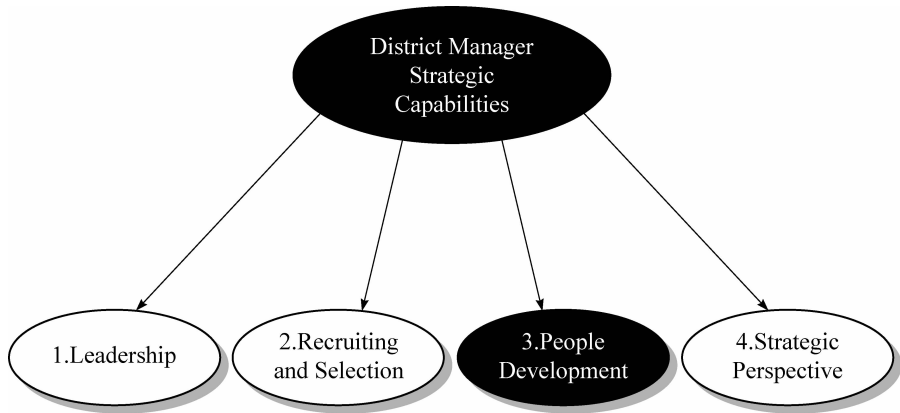 District Manager
Strategic
Capabilities
1.Leadership
2.Recruiting
and Selection
3.People
Development
4.Strategic
Perspective